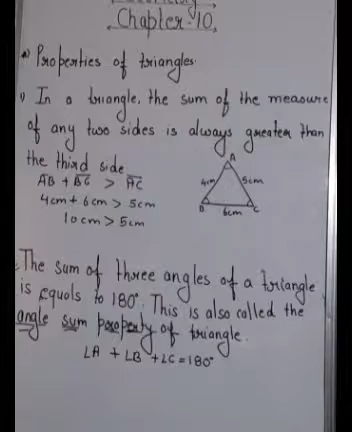 Chapter-10.
Properties of triangles
1) In a triangle, the sum of the measure
of any two sides is always greater than
the third side
A
AB + BC > AC
4cm 5cm
4cm + 6cm > 5cm
B C
6cm
10cm > 5cm
The sum of three angles of a triangle
is equols to 180°. This is also called the
angle sum property of triangle.
∠A + ∠B + ∠C = 180°